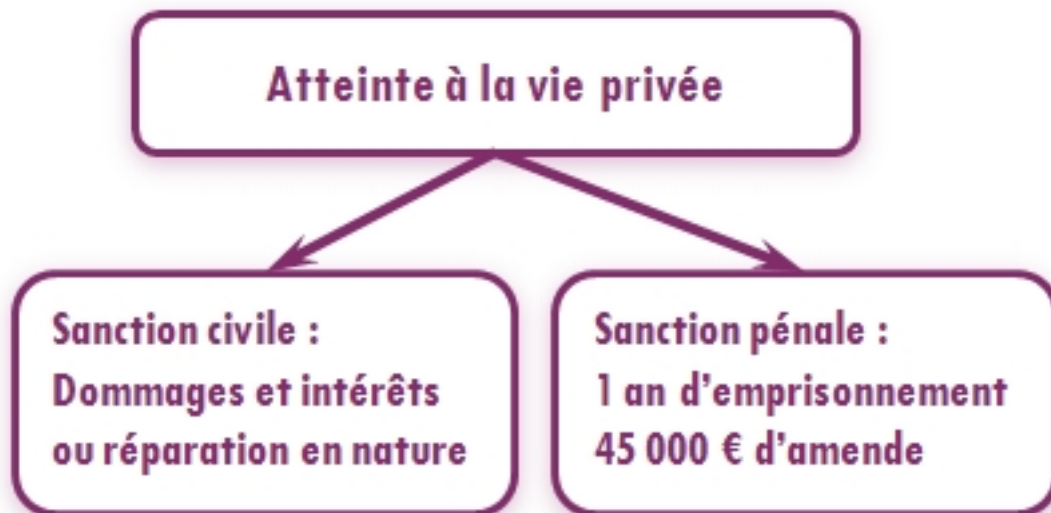 Atteinte à la vie privée
Sanction civile :
Dommages et intérêts
ou réparation en nature
Sanction pénale :
1 an d’emprisonnement
45 000 € d’amende